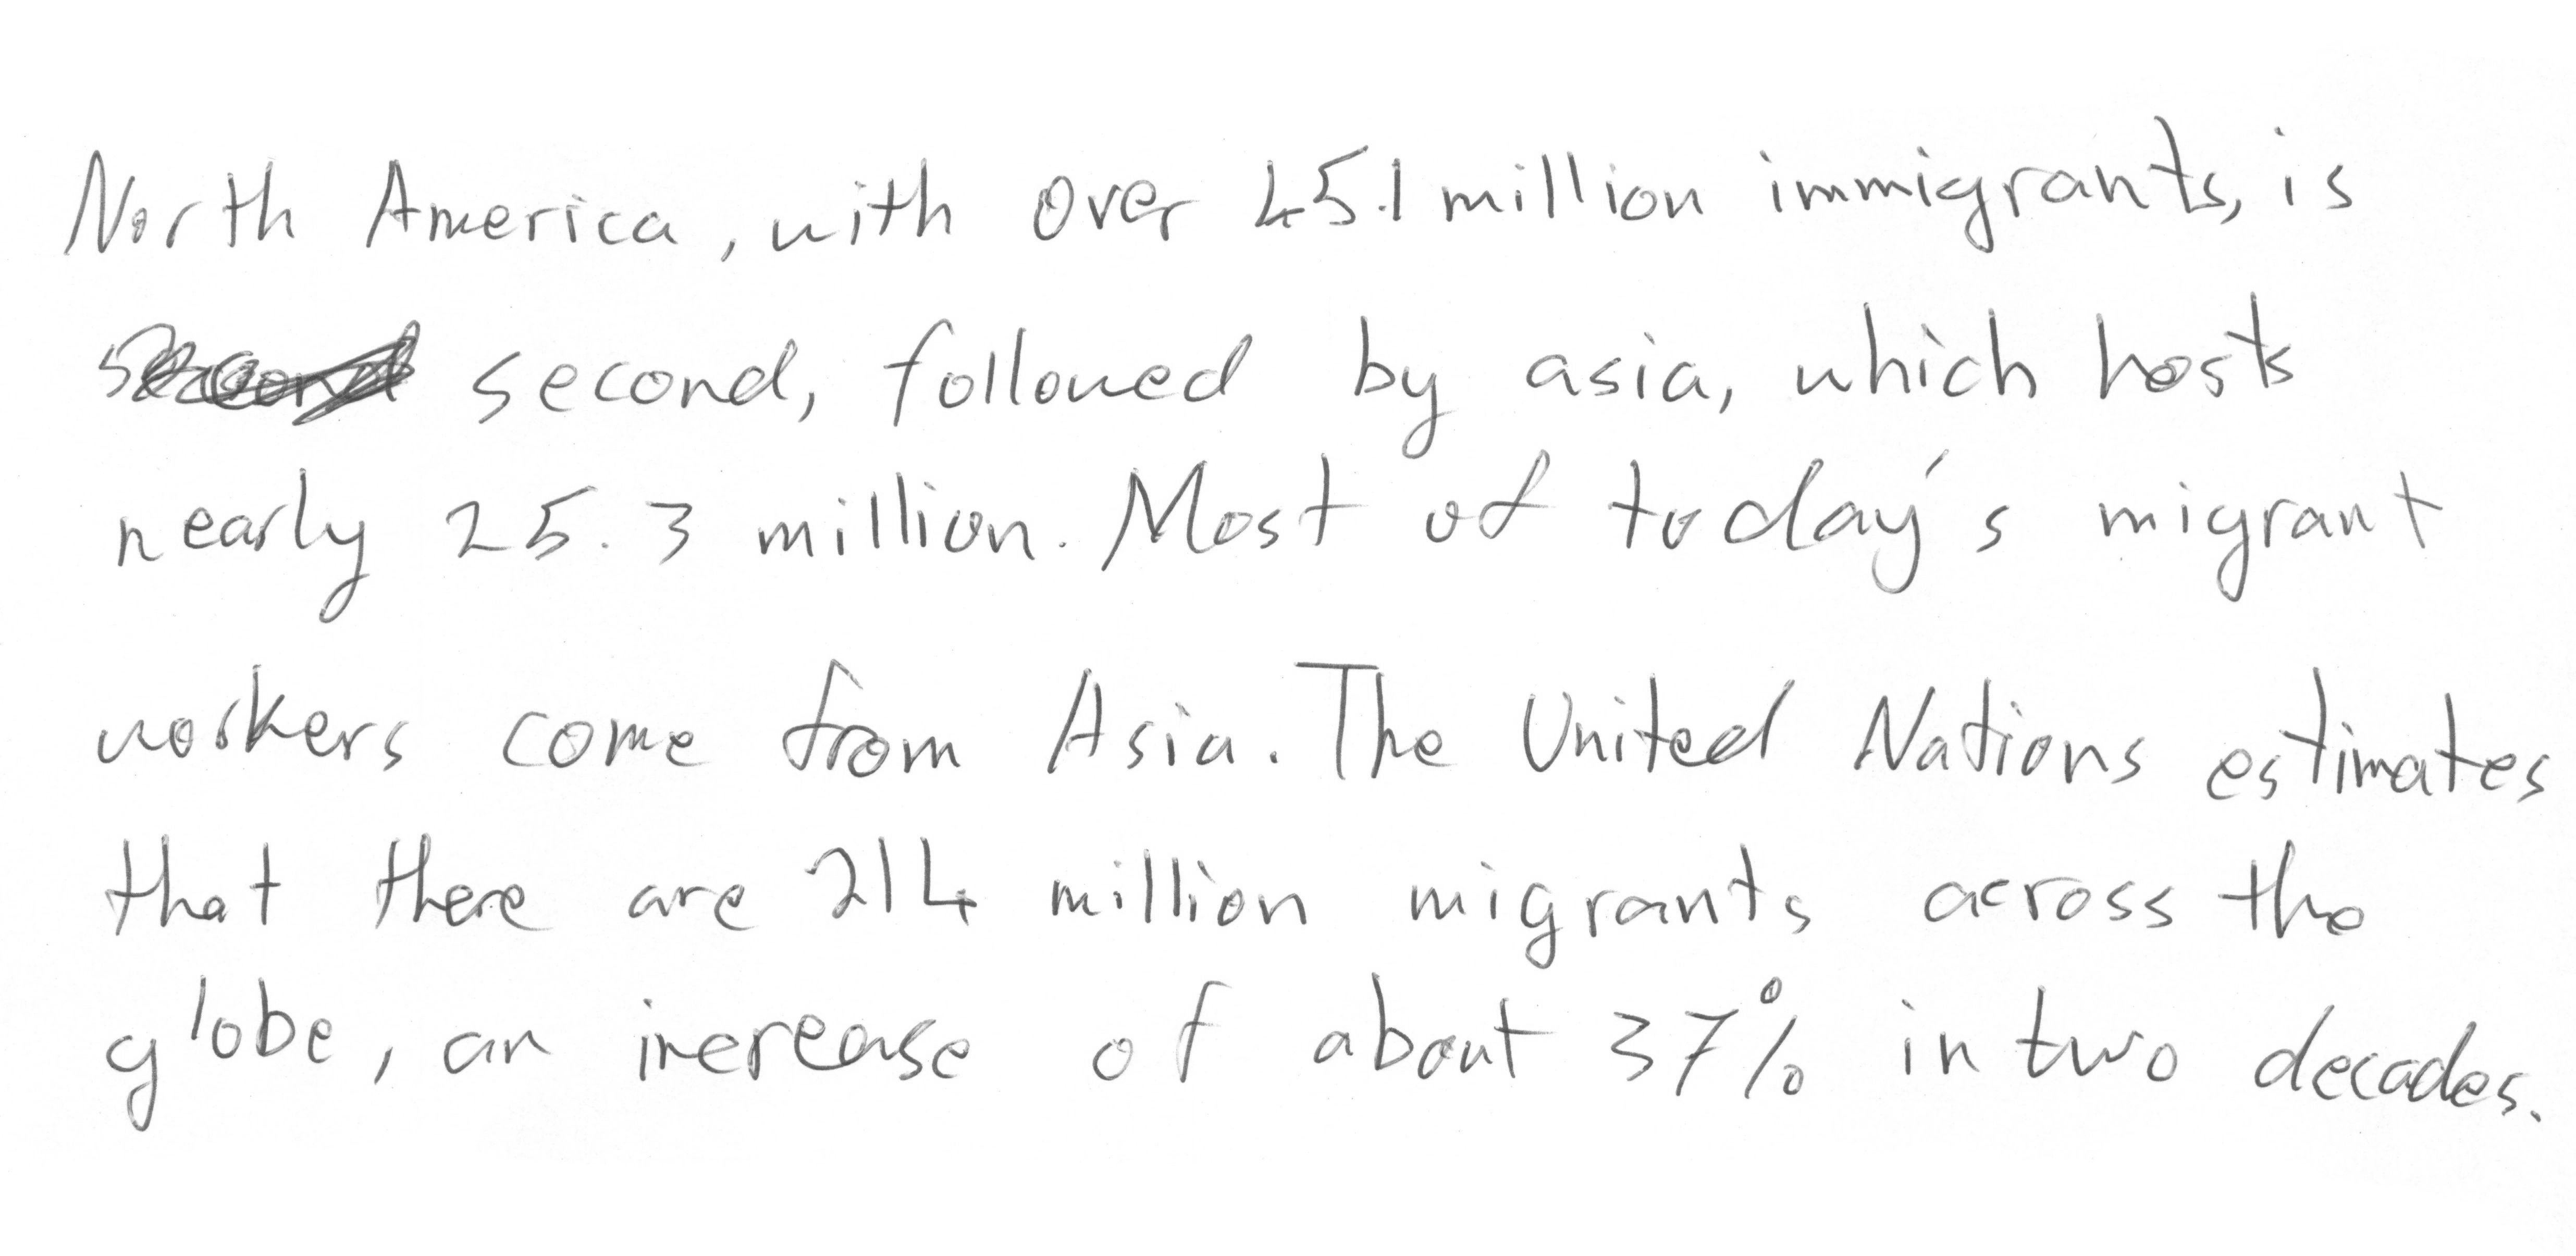 North America, with over 45.1 million immigrants, is
second, followed by asia, which hosts
nearly 25.3 million. Most of today's migrant
workers come from Asia. The United Nations estimates
that there are 214 million migrants across the
globe, an increase of about 37% in two decades.